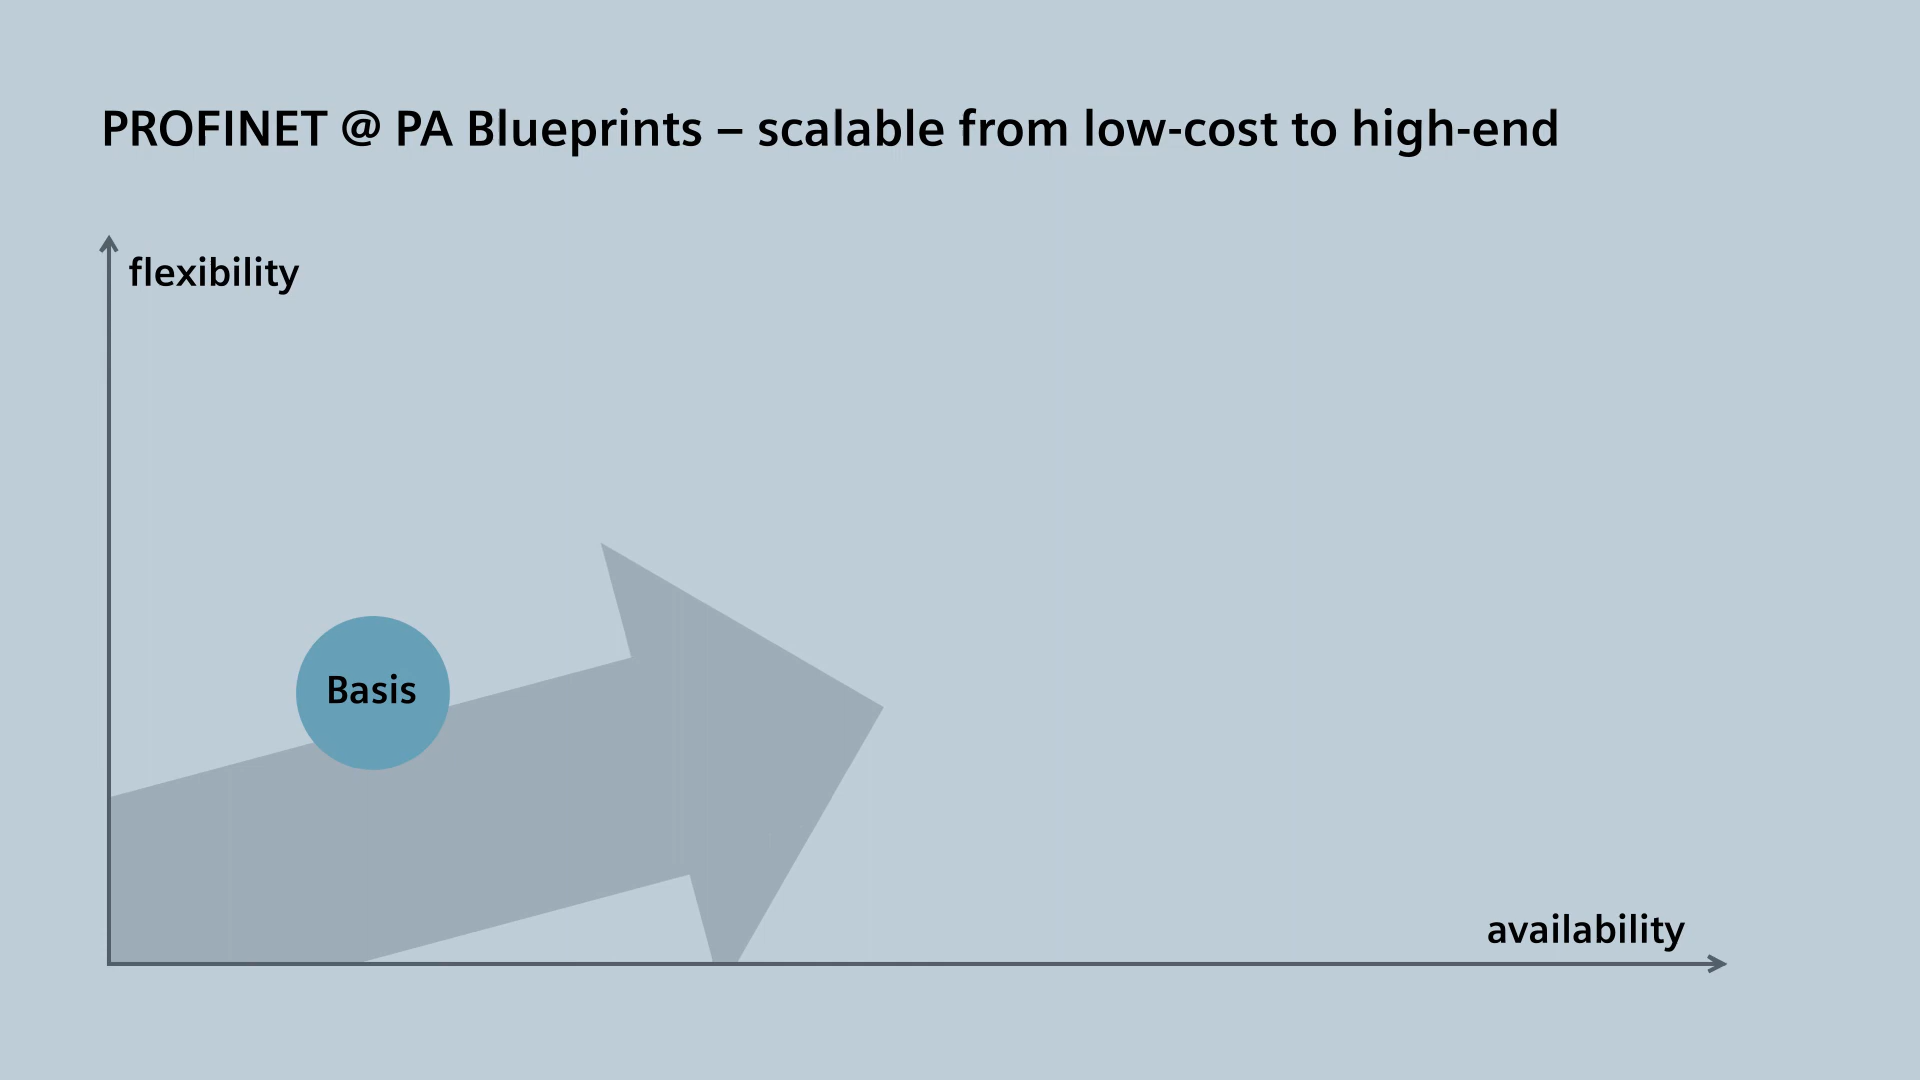 PROFINET @ PA Blueprints – scalable from low-cost to high-end
flexibility
Basis
availability